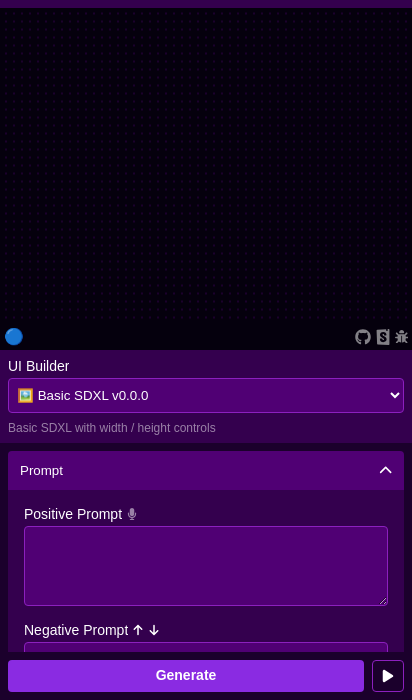 UI Builder
🖼️ Basic SDXL v0.0.0
Basic SDXL with width / height controls
Prompt
Positive Prompt
Negative Prompt
Generate